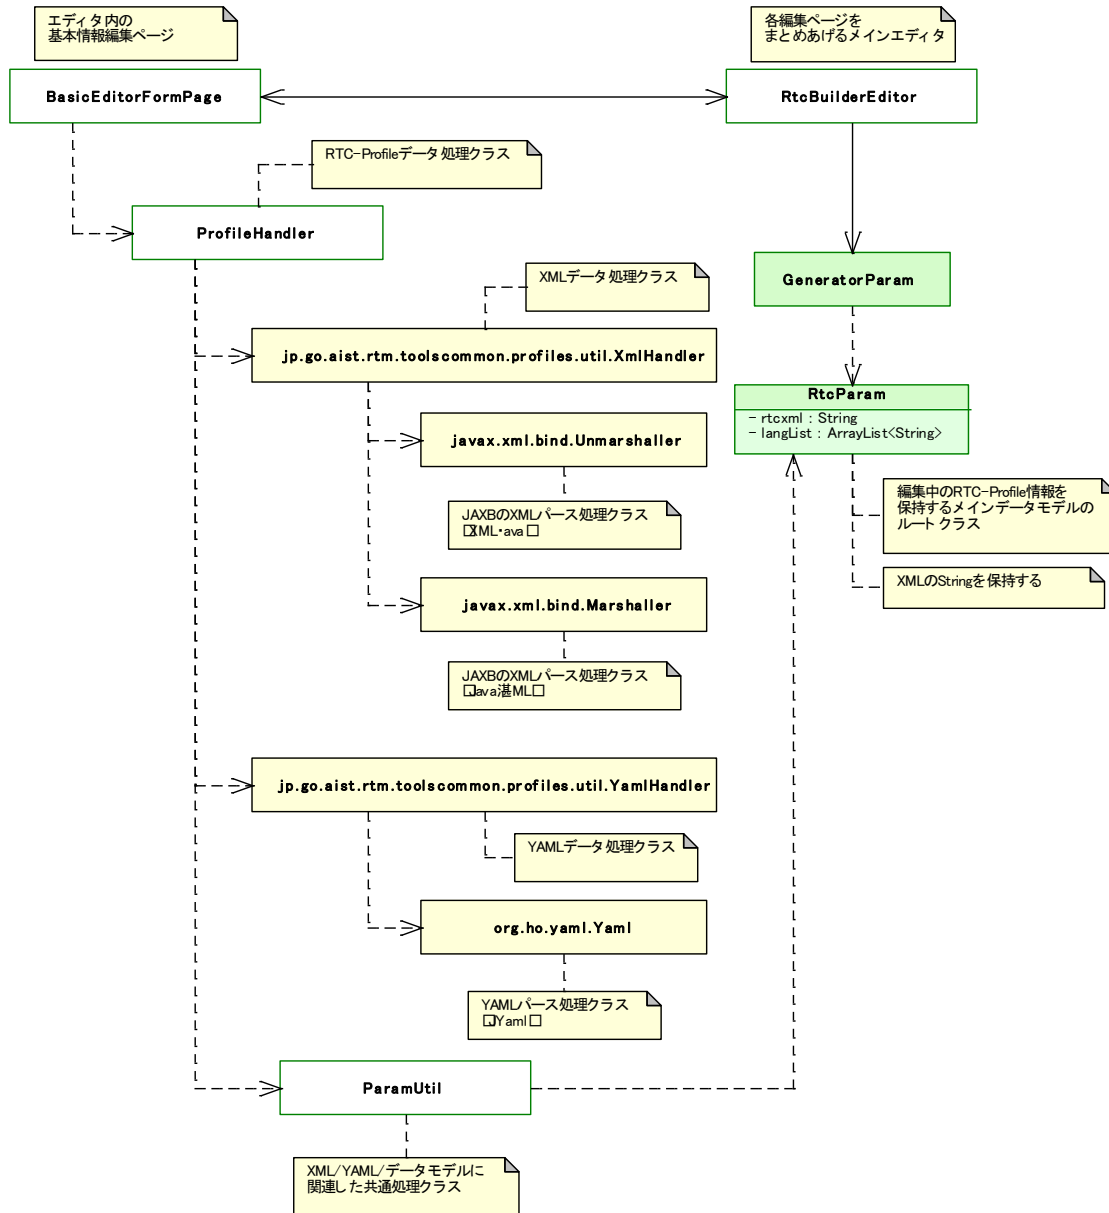 エディタ内の
基本情報編集ページ
各編集ページを
まとめあげるメインエディタ
BasicEditorFormPage
RtcBuilderEditor
RTC-Profileデータ処理クラス
ProfileHandler
XMLデータ処理クラス
GeneratorParam
jp.go.aist.rtm.toolscommon.profiles.util.XmlHandler
RtcParam
- rtcxml : String
- langList : ArrayList<String>
javax.xml.bind.Unmarshaller
編集中のRTC-Profile情報を
保持するメインデータモデルの
ルートクラス
JAXBのXMLパース処理クラス
□XML・ava□
XMLのStringを保持する
javax.xml.bind.Marshaller
JAXBのXMLパース処理クラス
□Java湛ML□
jp.go.aist.rtm.toolscommon.profiles.util.YamlHandler
YAMLデータ処理クラス
org.ho.yaml.Yaml
YAMLパース処理クラス
□JYaml□
ParamUtil
XML/YAML/データモデルに
関連した共通処理クラス